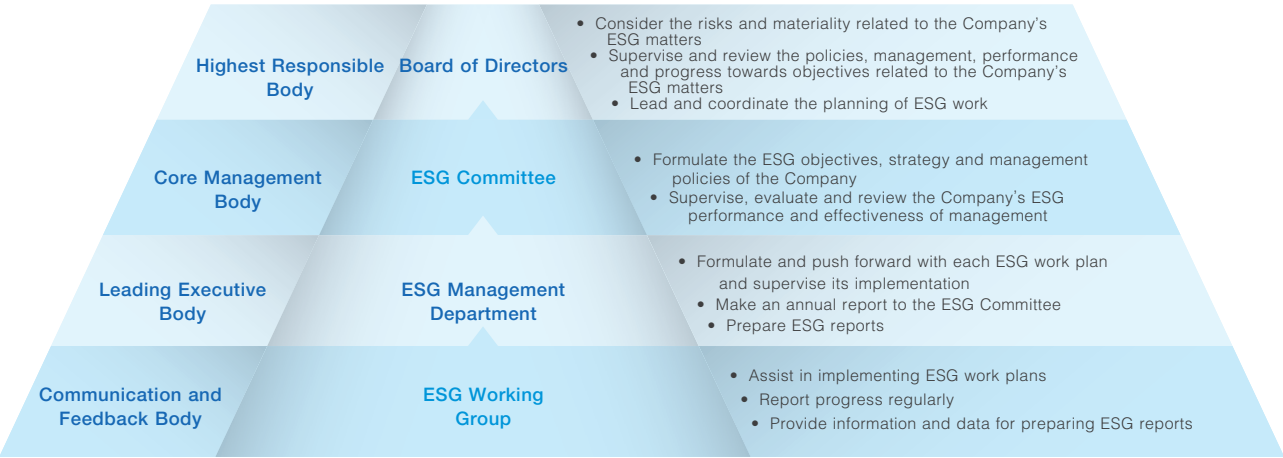 Highest Responsible
Body
Board of Directors
• Consider the risks and materiality related to the Company's
ESG matters
• Supervise and review the policies, management, performance
and progress towards objectives related to the Company's
ESG matters
• Lead and coordinate the planning of ESG work
Core Management
Body
ESG Committee
• Formulate the ESG objectives, strategy and management
policies of the Company
• Supervise, evaluate and review the Company's ESG
performance and effectiveness of management
Leading Executive
Body
ESG Management
Department
• Formulate and push forward with each ESG work plan
and supervise its implementation
• Make an annual report to the ESG Committee
• Prepare ESG reports
Communication and
Feedback Body
ESG Working
Group
• Assist in implementing ESG work plans
• Report progress regularly
• Provide information and data for preparing ESG reports